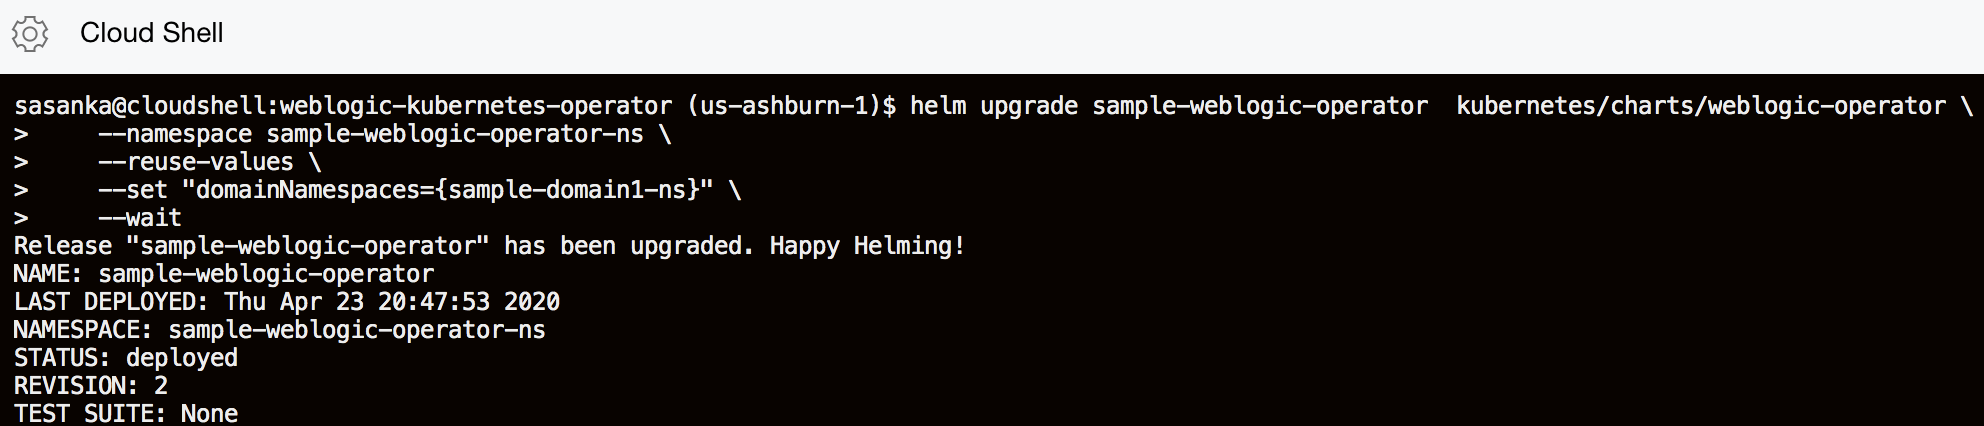 Cloud Shell
sasanka@cloudshell:weblogic-kubernetes-operator (us-ashburn-1)$ helm upgrade sample-weblogic-operator  kubernetes/charts/weblogic-operator \
>     --namespace sample-weblogic-operator-ns \
>     --reuse-values \
>     --set "domainNamespaces={sample-domain1-ns}" \
>     --wait
Release "sample-weblogic-operator" has been upgraded. Happy Helming!
NAME: sample-weblogic-operator
LAST DEPLOYED: Thu Apr 23 20:47:53 2020
NAMESPACE: sample-weblogic-operator-ns
STATUS: deployed
REVISION: 2
TEST SUITE: None